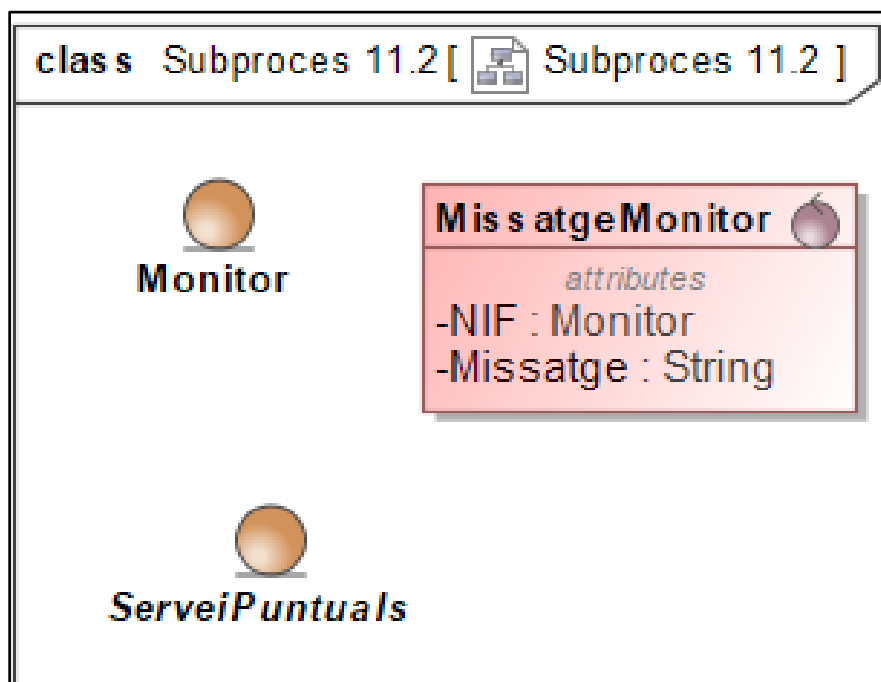 class Subproces 11.2 [ Subproces 11.2 ]
Monitor
MissatgeMonitor
attributes
-NIF : Monitor
-Missatge : String
ServeiPuntuals